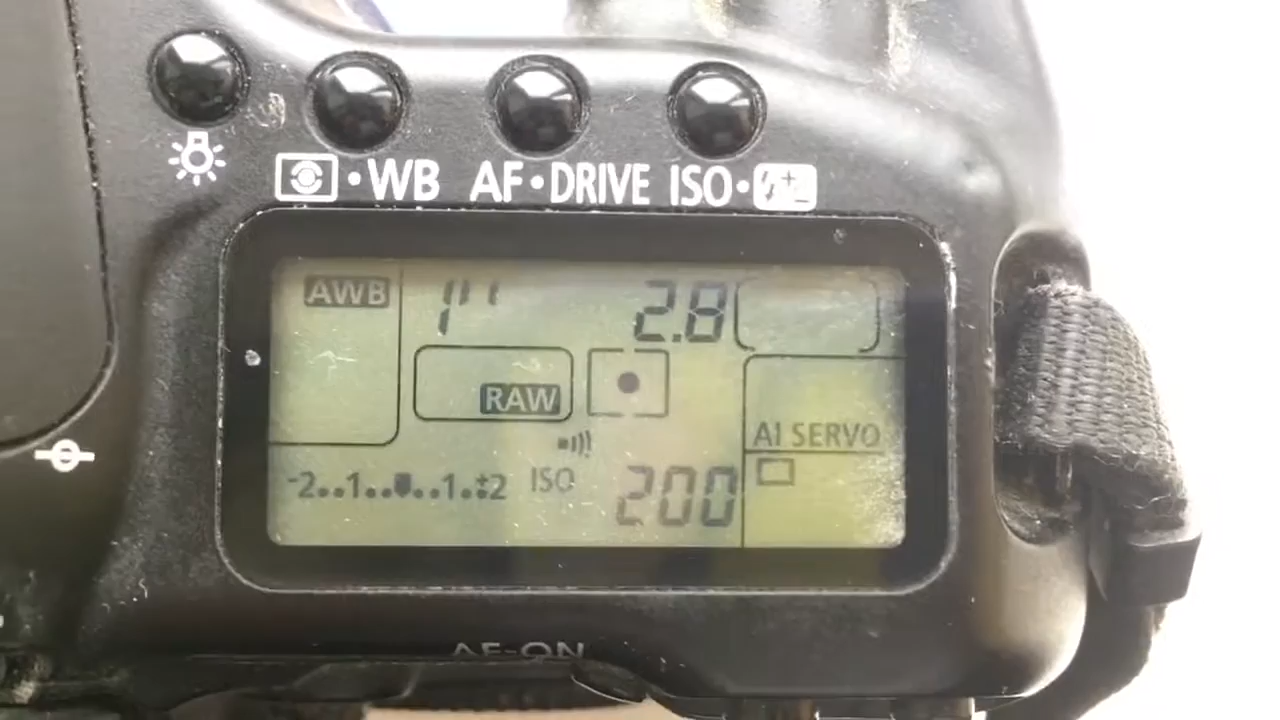 WB AF•DRIVE ISO•
AWB 1" 2.8
RAW
AI SERVO
-2..1..▼..1.:2 ISO 200
AF-ON